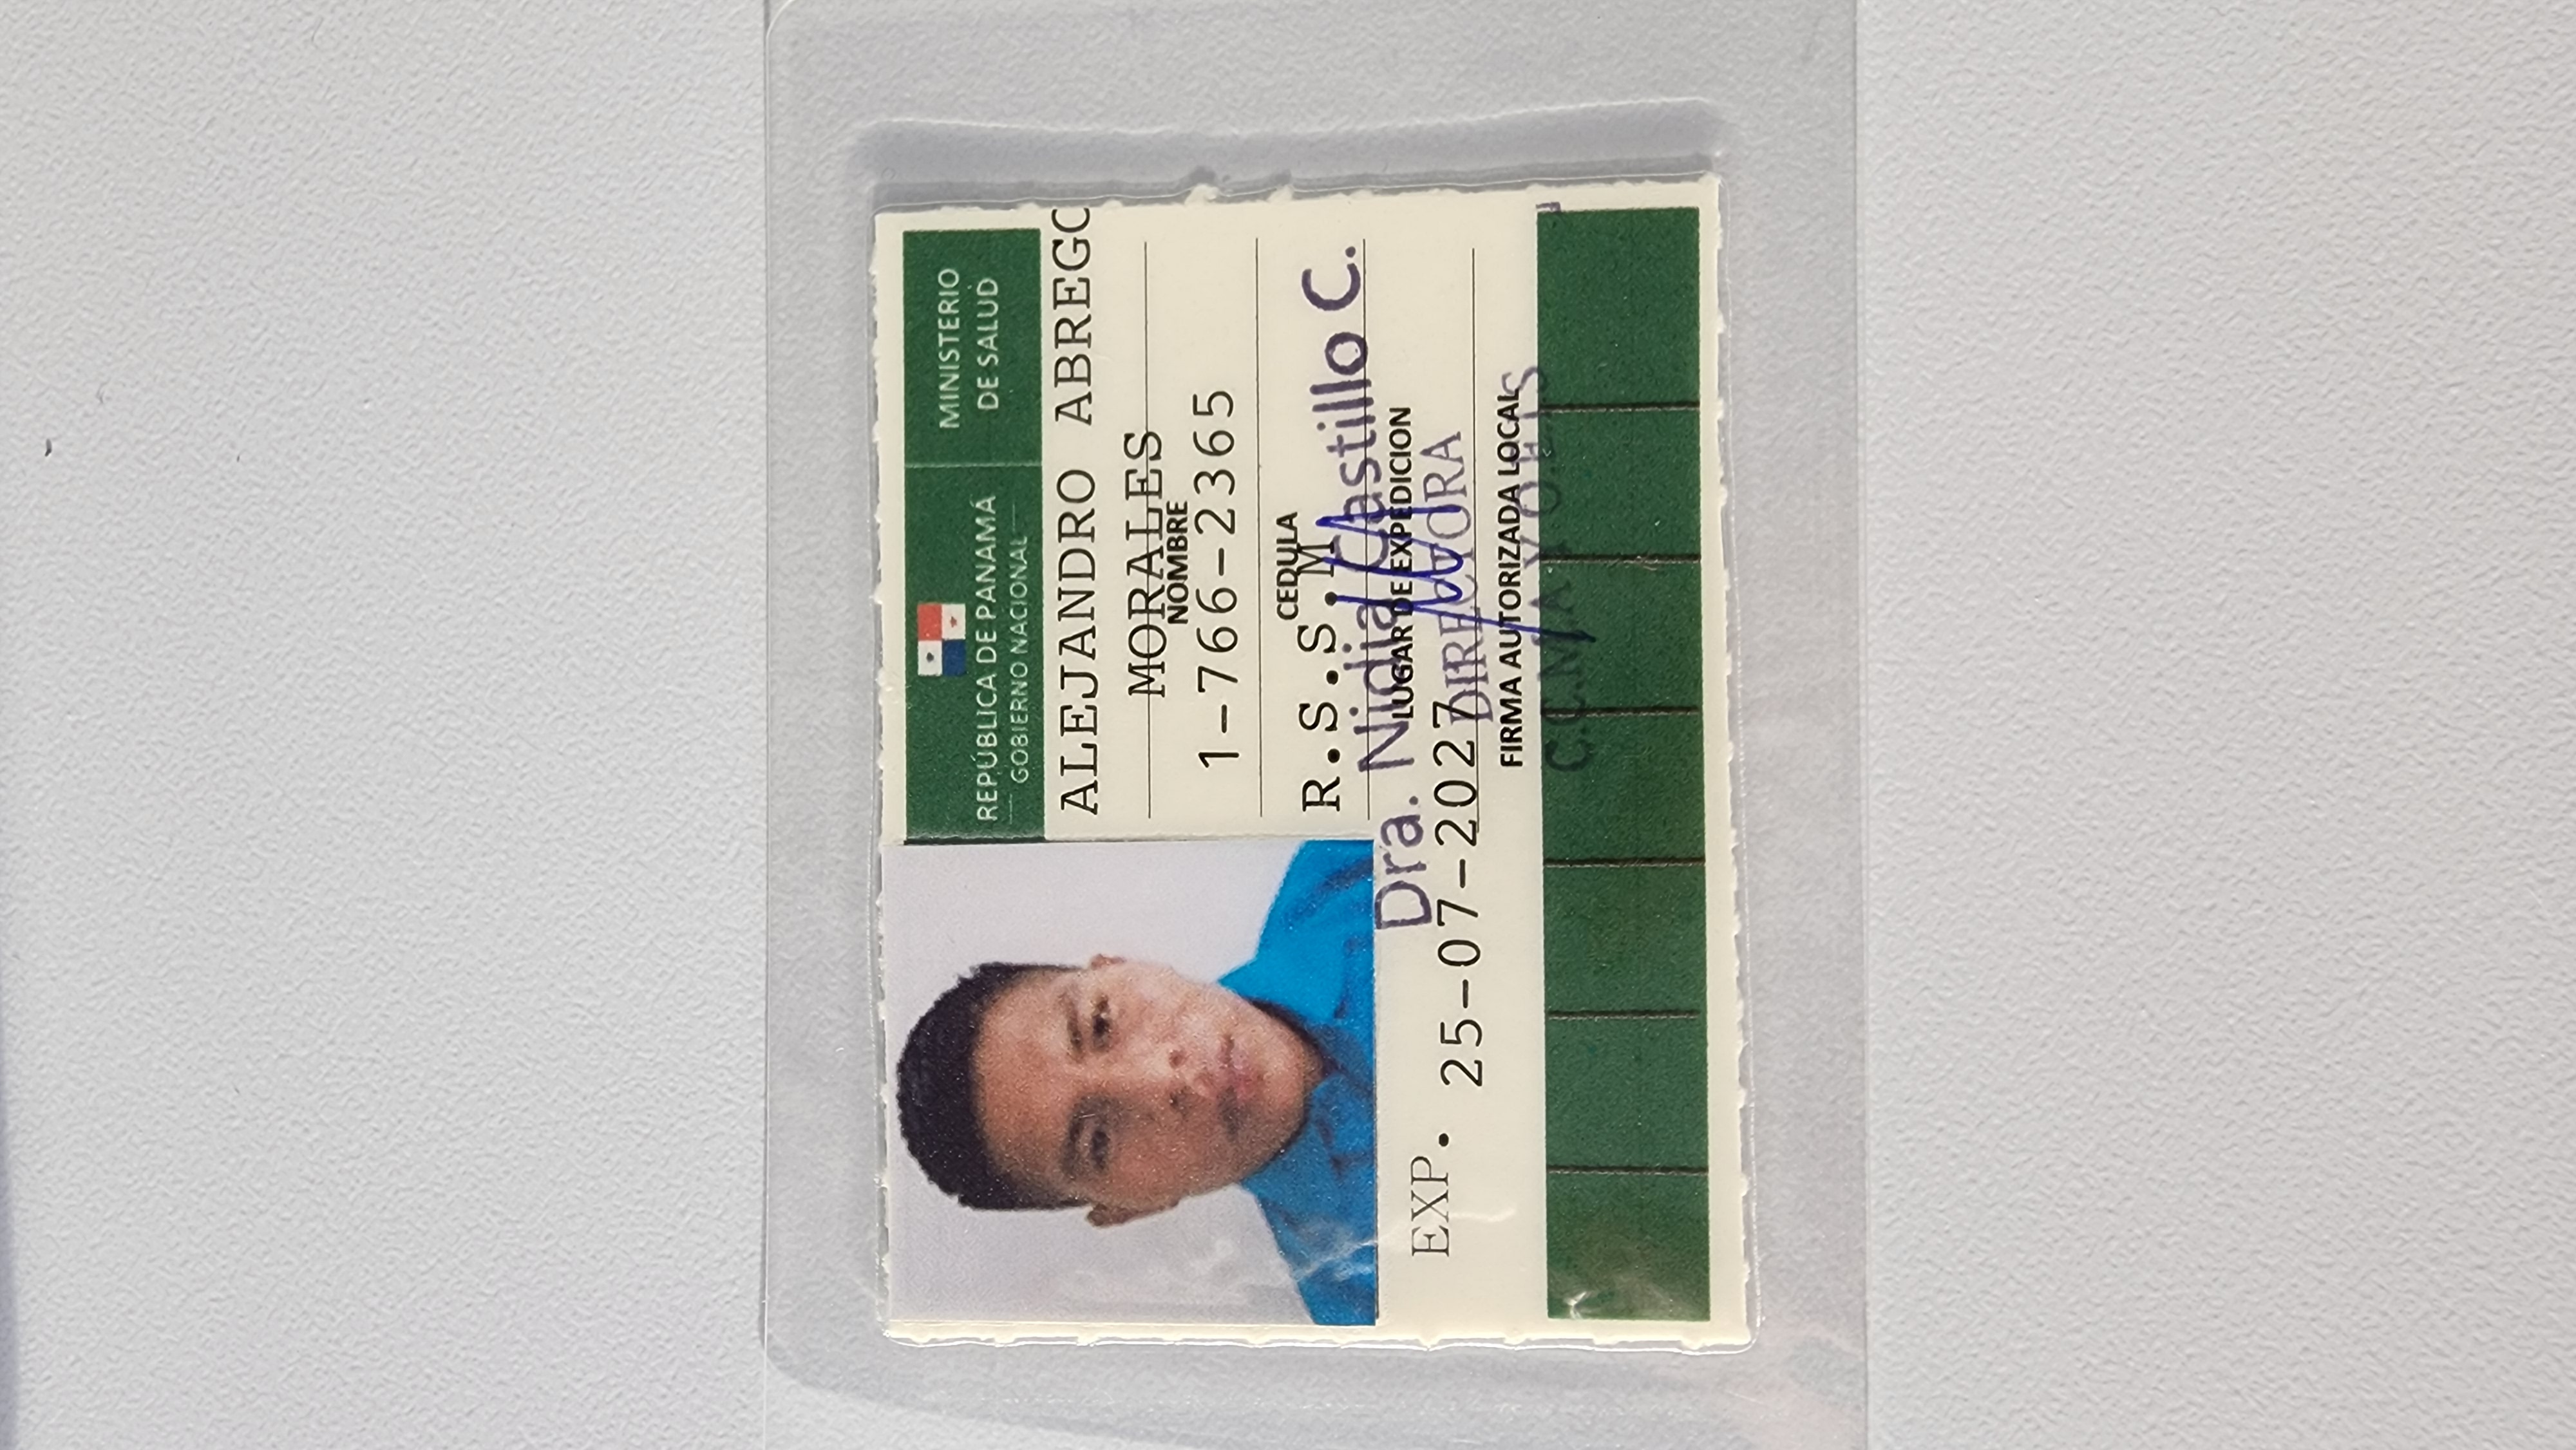 REPÚBLICA DE PANAMÁ
GOBIERNO NACIONAL
MINISTERIO
DE SALUD
ALEJANDRO ABREGO
MORALES
NOMBRE
1-766-2365
CEDULA
R.S.S.M
Dra. Nidia Castillo C.
LUGAR DE EXPEDICION
EXP. 25-07-2027
DIRECTORA
FIRMA AUTORIZADA LOCAL